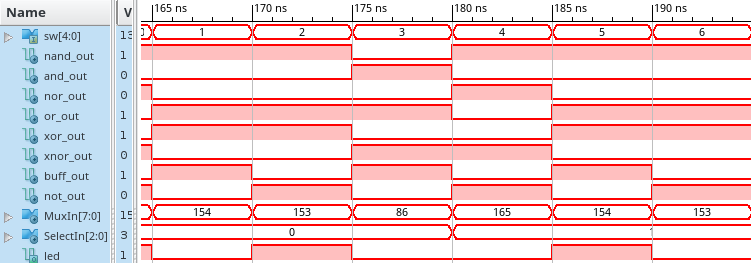 Name V 165 ns 170 ns 175 ns 180 ns 185 ns 190 ns
sw[4:0] 13 0 1 2 3 4 5 6
nand_out 1
and_out 0
nor_out 0
or_out 1
xor_out 1
xnor_out 0
buff_out 1
not_out 0
MuxIn[7:0] 15 154 153 86 165 154 153
SelectIn[2:0] 3 0
led 1